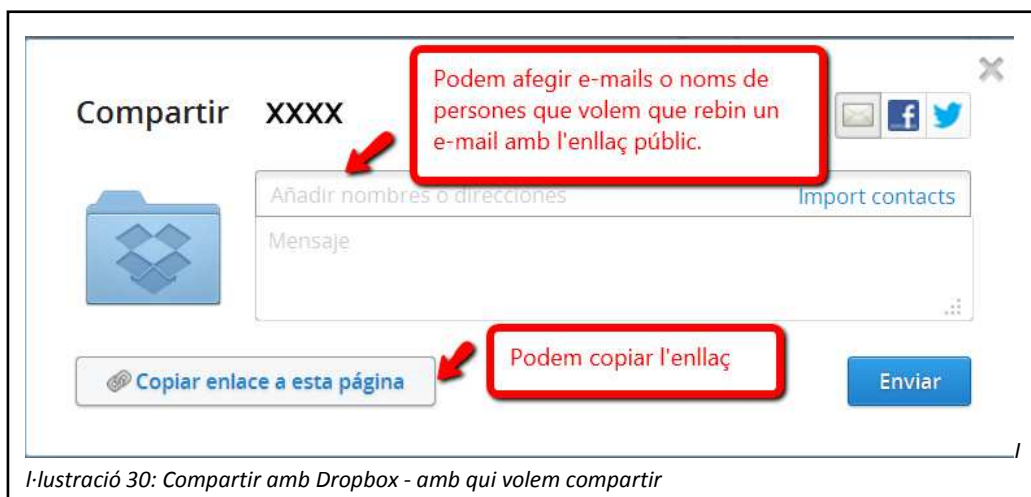 Podem afegir e-mails o noms de
persones que volem que rebin un
e-mail amb l'enllaç públic.
Compartir XXXX
Añadir nombres o direcciones Import contacts
Mensaje
Podem copiar l'enllaç
Copiar enlace a esta página Enviar
I
l·lustració 30: Compartir amb Dropbox - amb qui volem compartir